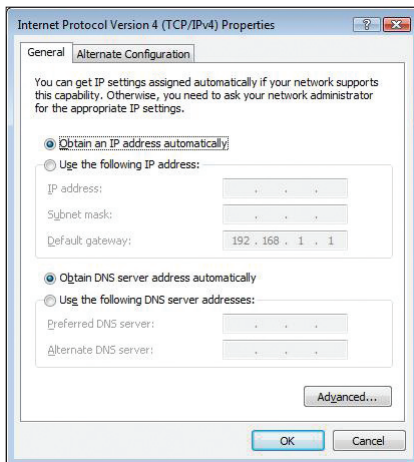 Internet Protocol Version 4 (TCP/IPv4) Properties
General
Alternate Configuration
You can get IP settings assigned automatically if your network supports
this capability. Otherwise, you need to ask your network administrator
for the appropriate IP settings.
Obtain an IP address automatically
Use the following IP address:
IP address:
. . .
Subnet mask:
. . .
Default gateway:
192 . 168 . 1 . 1
Obtain DNS server address automatically
Use the following DNS server addresses:
Preferred DNS server:
. . .
Alternate DNS server:
. . .
Advanced...
OK
Cancel